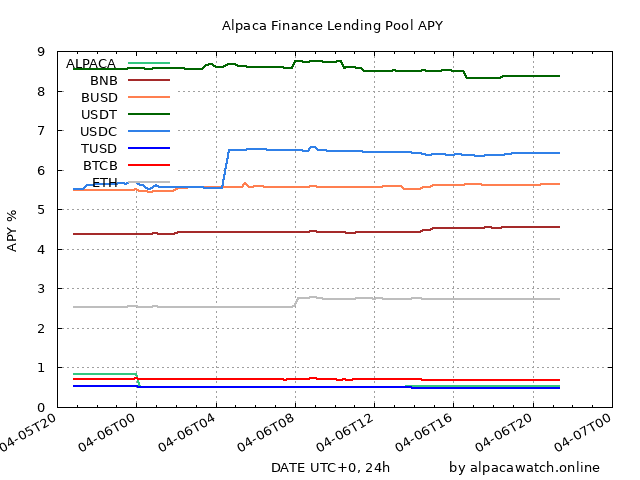 Alpaca Finance Lending Pool APY
9
8
7
6
5
4
3
2
1
0
APY %
ALPACA
BNB
BUSD
USDT
USDC
TUSD
BTCB
ETH
04-05T20
04-06T00
04-06T04
04-06T08
04-06T12
04-06T16
04-06T20
04-07T00
DATE UTC+0, 24h
by alpacawatch.online